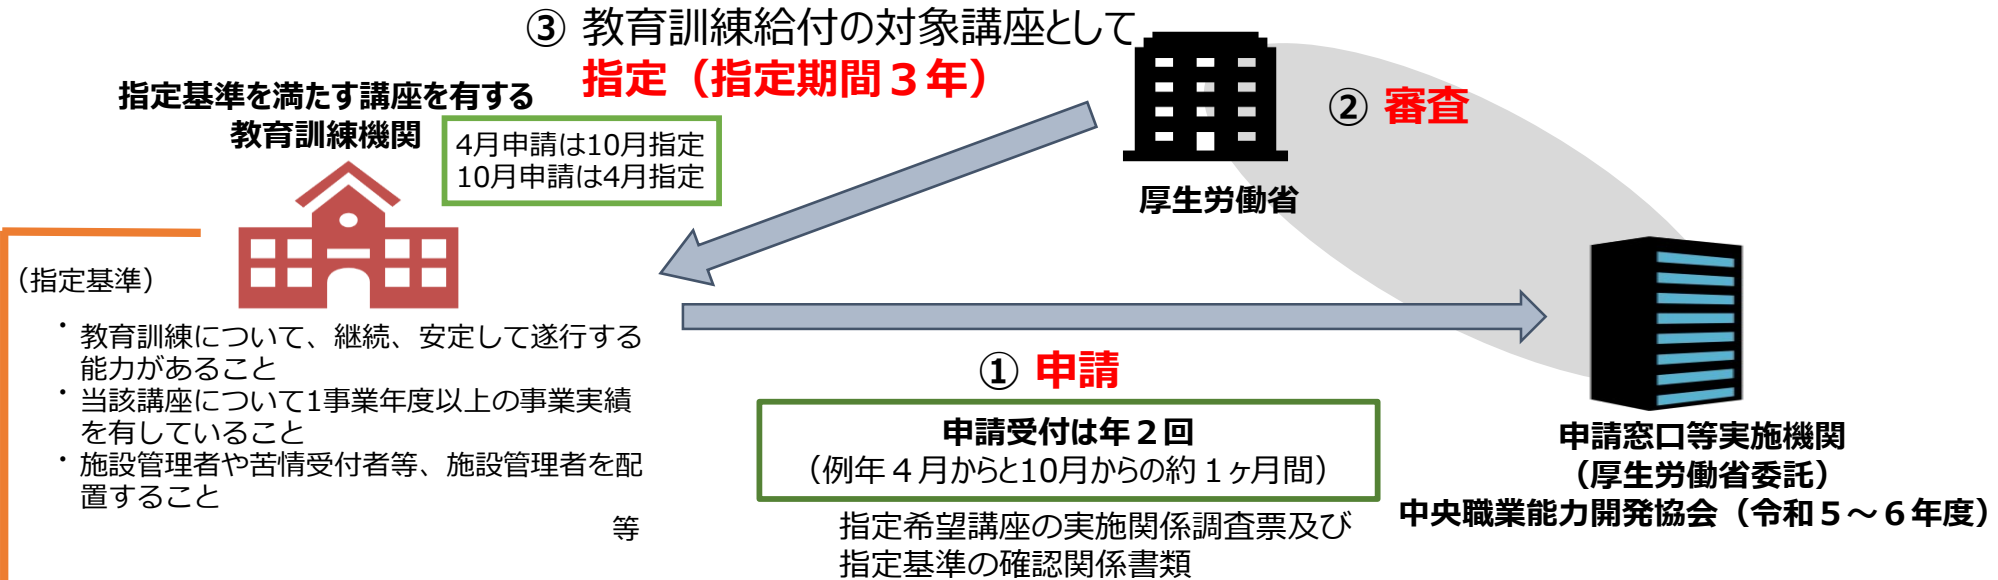 ③ 教育訓練給付の対象講座として
指定（指定期間３年）
指定基準を満たす講座を有する
教育訓練機関
4月申請は10月指定
10月申請は4月指定
② 審査
厚生労働省
（指定基準）
・教育訓練について、継続、安定して遂行する
能力があること
・当該講座について1事業年度以上の事業実績
を有していること
・施設管理者や苦情受付者等、施設管理者を配
置すること
等
① 申請
申請受付は年２回
（例年４月からと10月からの約１ヶ月間）
指定希望講座の実施関係調査票及び
指定基準の確認関係書類
申請窓口等実施機関
（厚生労働省委託）
中央職業能力開発協会（令和５～６年度）